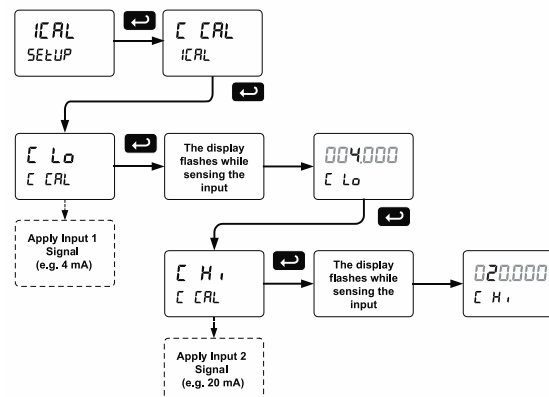 ICAL
SEtUP
C CAL
ICAL
C Lo
C CAL
The display
flashes while
sensing the
input
004.000
C Lo
Apply Input 1
Signal
(e.g. 4 mA)
C Hi
C CAL
The display
flashes while
sensing the
input
020.000
C Hi
Apply Input 2
Signal
(e.g. 20 mA)